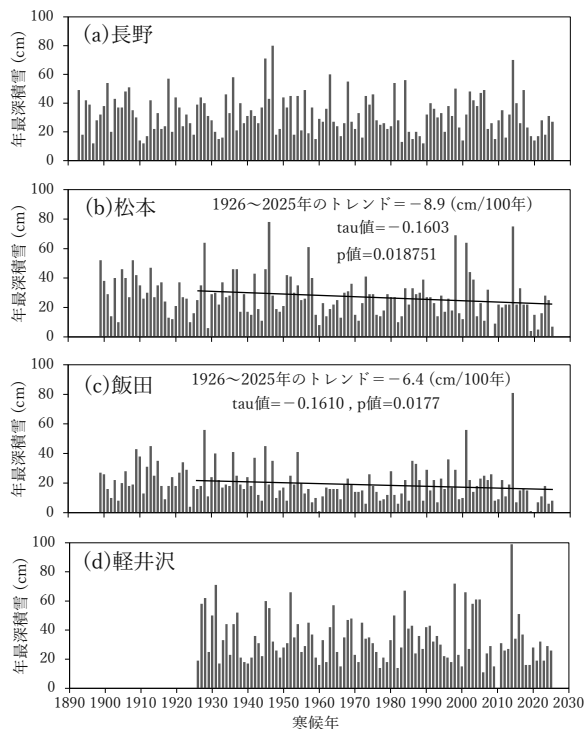 (a)長野
年最深積雪 (cm)
100
80
60
40
20
0
(b)松本
1926～2025年のトレンド＝−8.9 (cm/100年)
tau値=−0.1603
p値=0.018751
年最深積雪 (cm)
100
80
60
40
20
0
(c)飯田
1926～2025年のトレンド＝−6.4 (cm/100年)
tau値=−0.1610 , p値=0.0177
年最深積雪 (cm)
100
80
60
40
20
0
(d)軽井沢
年最深積雪 (cm)
100
80
60
40
20
0
1890 1900 1910 1920 1930 1940 1950 1960 1970 1980 1990 2000 2010 2020 2030
寒候年